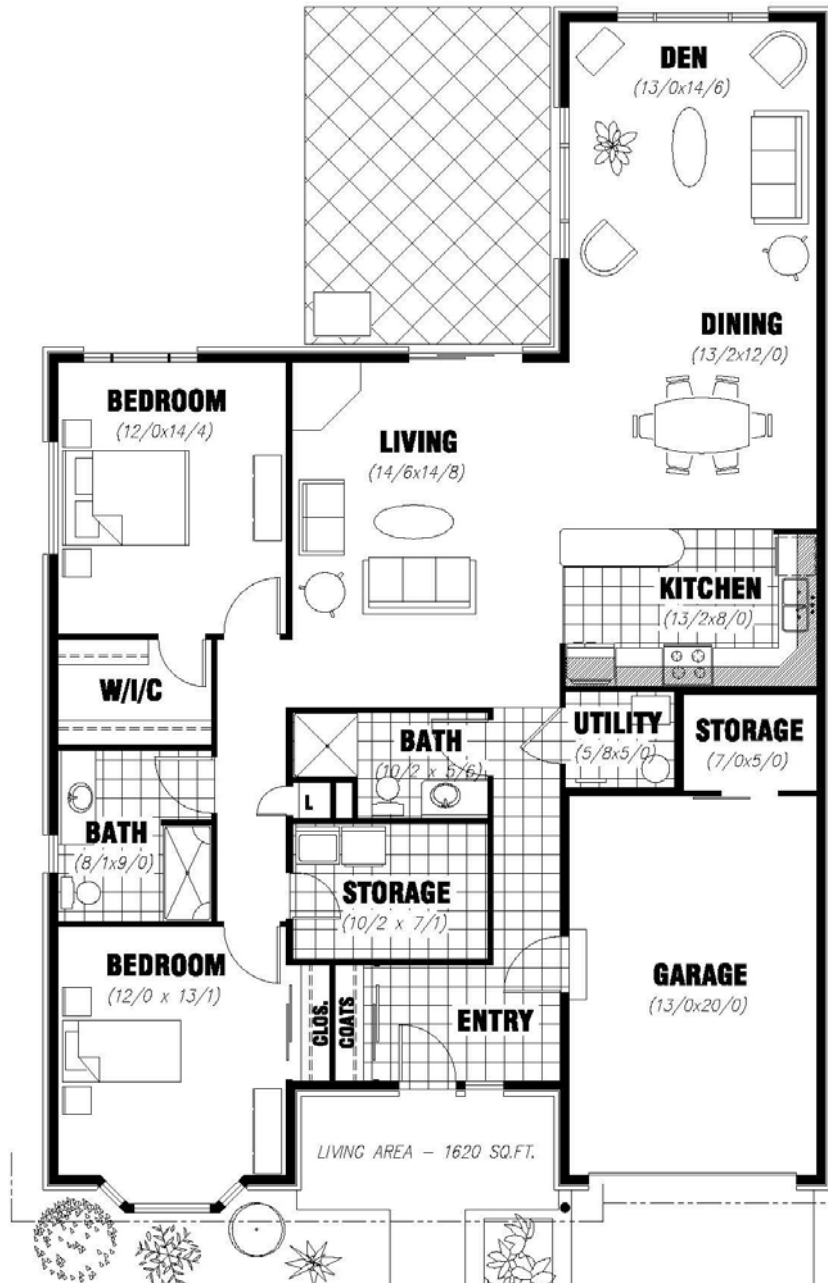 DEN
(13/0x14/6)
DINING
(13/2x12/0)
BEDROOM
(12/0x14/4)
LIVING
(14/6x14/8)
KITCHEN
(13/2x8/0)
W/I/C
BATH
(10/2 x 5/6)
UTILITY
(5/8x5/0)
STORAGE
(7/0x5/0)
L
BATH
(8/1x9/0)
STORAGE
(10/2 x 7/1)
BEDROOM
(12/0 x 13/1)
CLOS.
COATS
ENTRY
GARAGE
(13/0x20/0)
LIVING AREA – 1620 SQ.FT.